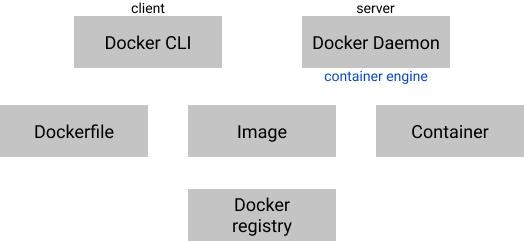 client
server
Docker CLI
Docker Daemon
container engine
Dockerfile
Image
Container
Docker
registry